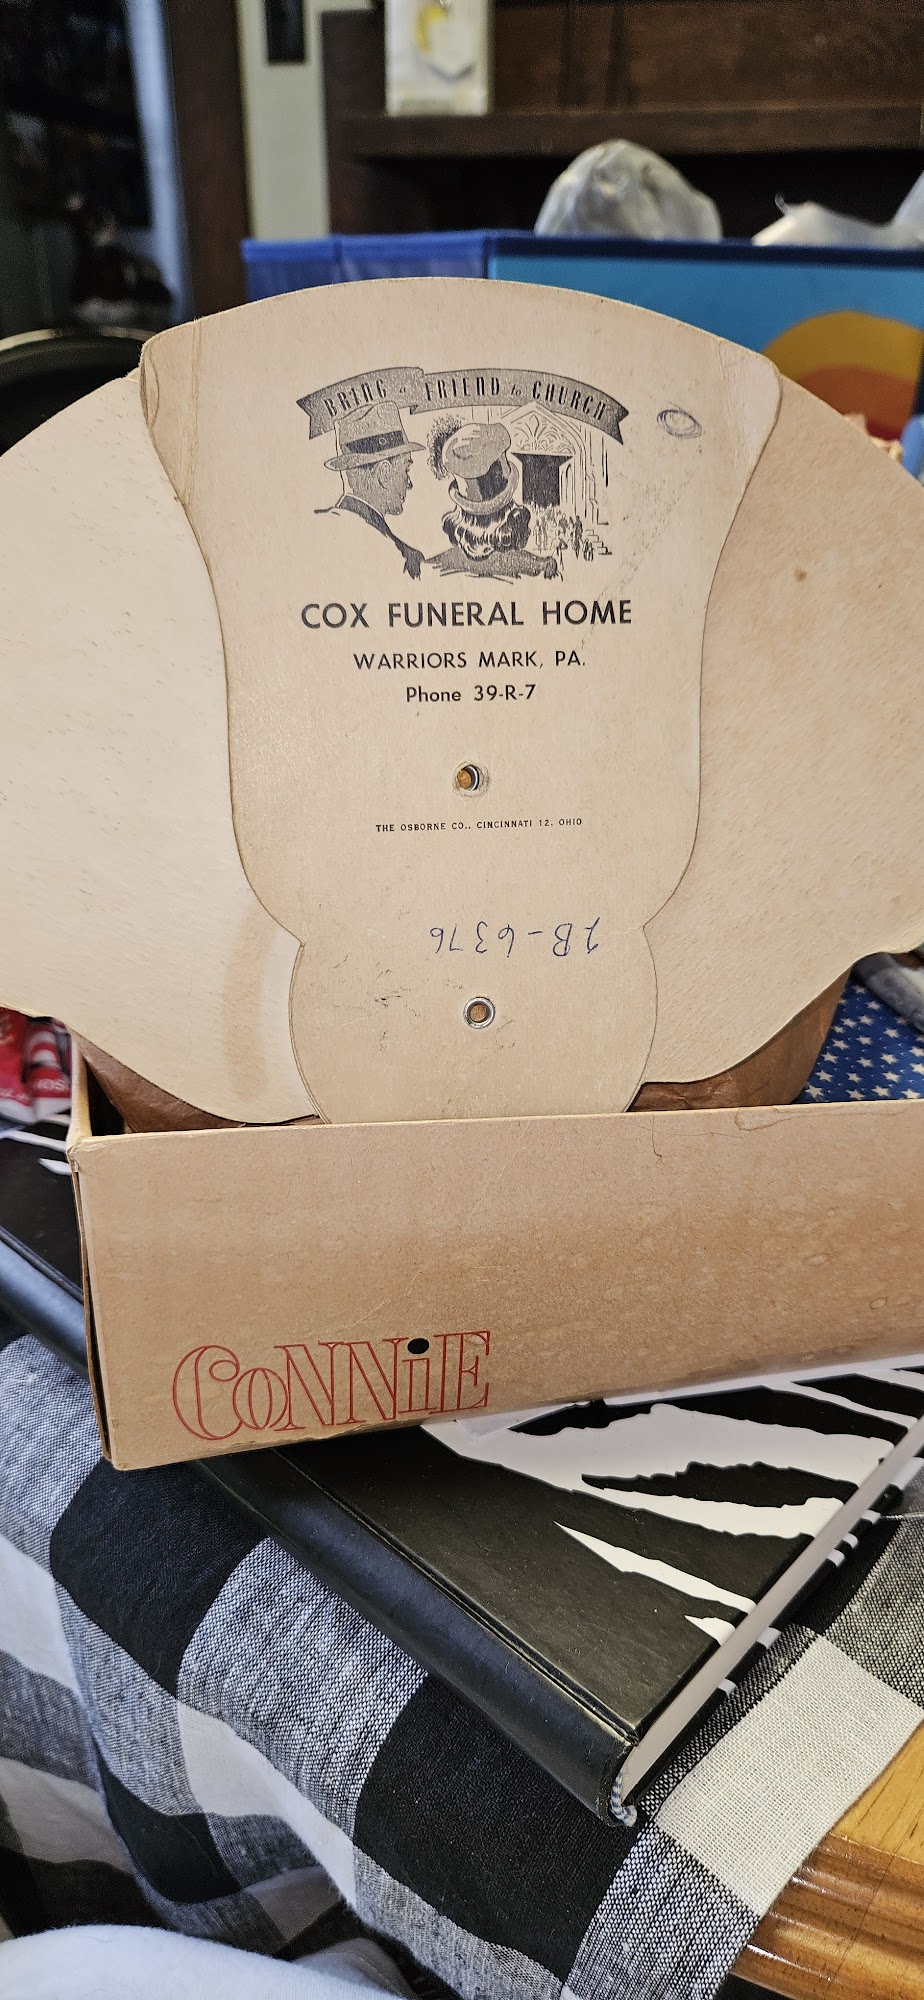 BRING a FRIEND to CHURCH
COX FUNERAL HOME
WARRIORS MARK, PA.
Phone 39-R-7
THE OSBORNE CO., CINCINNATI 12, OHIO
2B-6376
CoNNiE